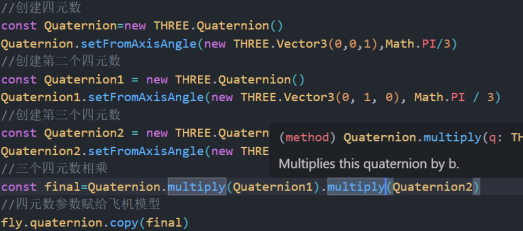 //创建四元数
const Quaternion=new THREE.Quaternion()
Quaternion.setFromAxisAngle(new THREE.Vector3(0,0,1),Math.PI/3)
//创建第二个四元数
const Quaternion1 = new THREE.Quaternion()
Quaternion1.setFromAxisAngle(new THREE.Vector3(0, 1, 0), Math.PI / 3)
//创建第三个四元数
const Quaternion2 = new THREE.Quatern
(method) Quaternion.multiply(q: TH
Quaternion2.setFromAxisAngle(new THRE
Multiplies this quaternion by b.
//三个四元数相乘
const final=Quaternion.multiply(Quaternion1).multiply(Quaternion2)
//四元数参数赋给飞机模型
fly.quaternion.copy(final)